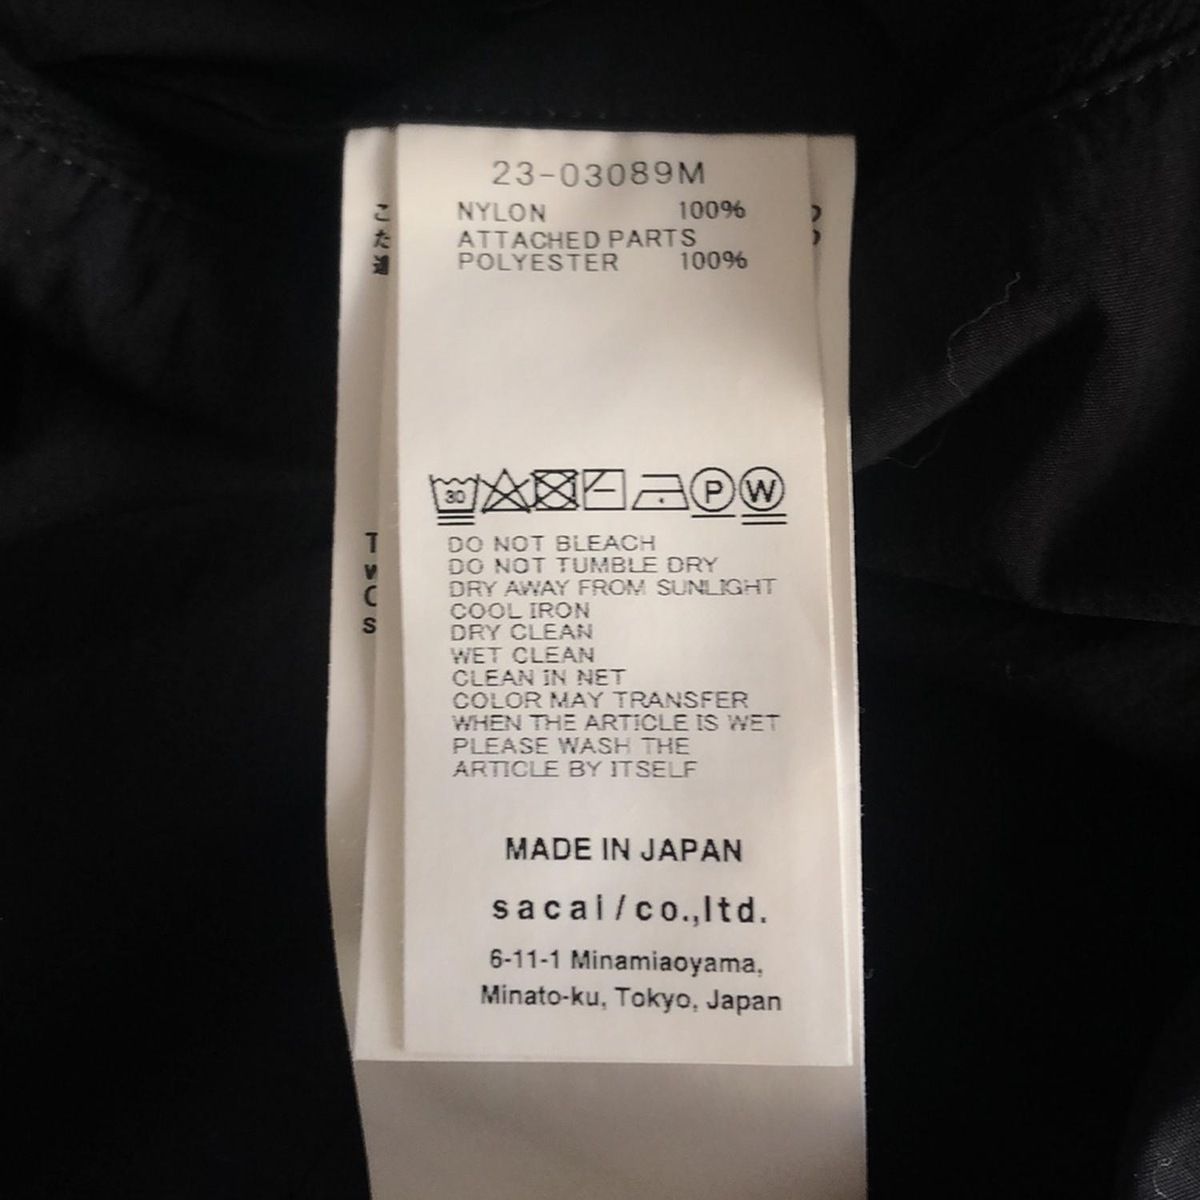 23-03089M
NYLON 100%
ATTACHED PARTS
POLYESTER 100%
30 P W
DO NOT BLEACH
DO NOT TUMBLE DRY
DRY AWAY FROM SUNLIGHT
COOL IRON
DRY CLEAN
WET CLEAN
CLEAN IN NET
COLOR MAY TRANSFER
WHEN THE ARTICLE IS WET
PLEASE WASH THE
ARTICLE BY ITSELF
MADE IN JAPAN
sacai/co.,ltd.
6-11-1 Minamiaoyama,
Minato-ku, Tokyo, Japan